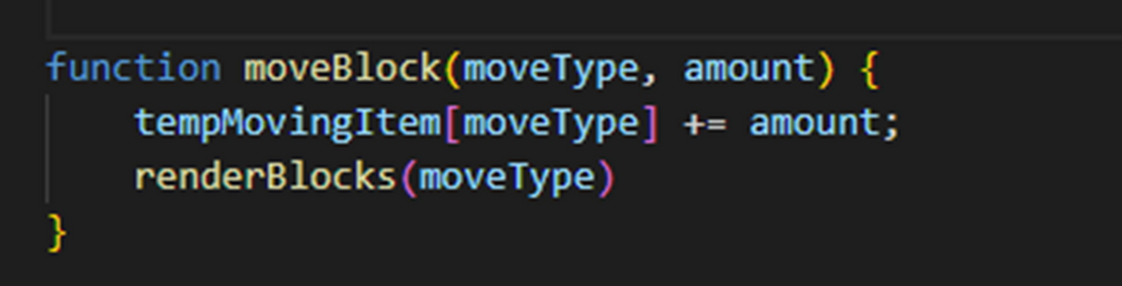 function moveBlock(moveType, amount) {
    tempMovingItem[moveType] += amount;
    renderBlocks(moveType)
}